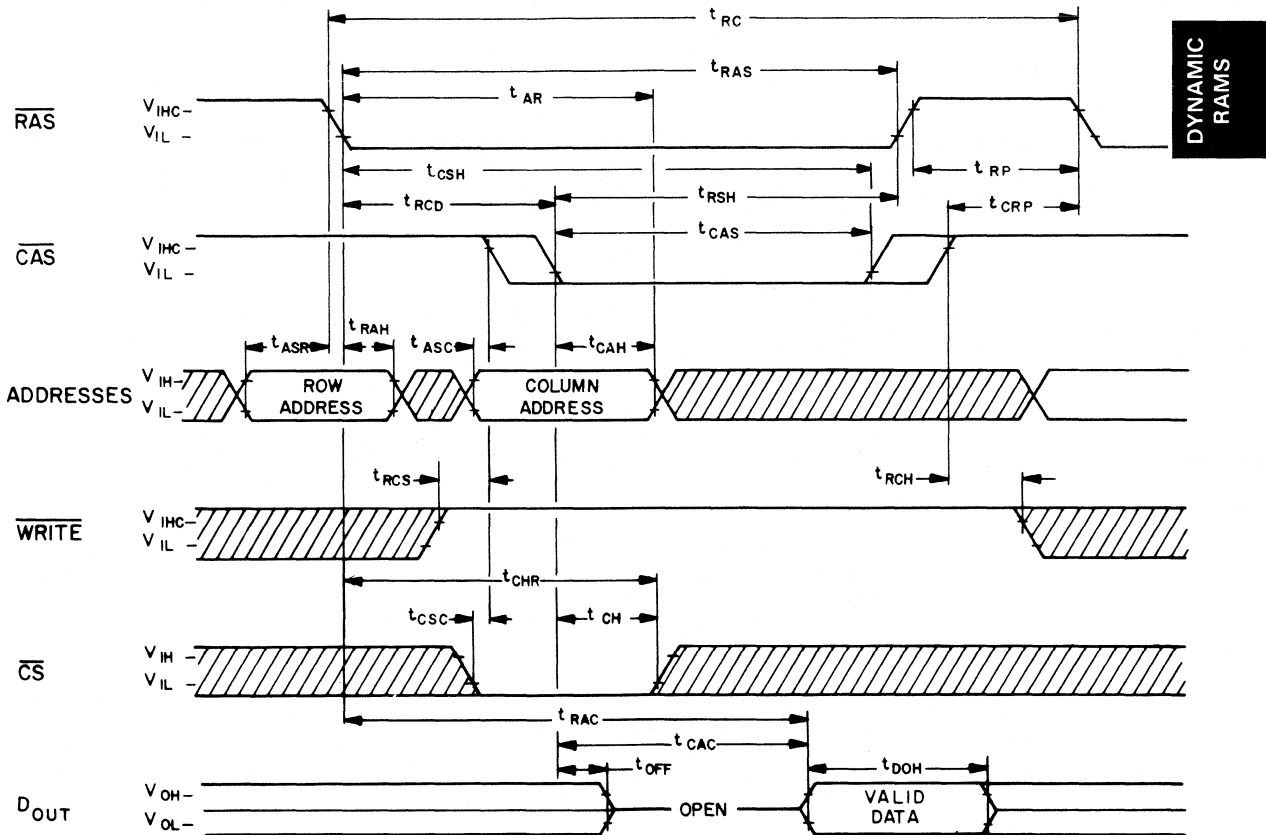 t RC
DYNAMIC
RAMS
t RAS
t AR
RAS
V IHC
V IL
t CSH
t RP
t RCD
t RSH
t CRP
t CAS
CAS
V IHC
V IL
t ASR
t RAH
t ASC
t CAH
ADDRESSES
V IH
V IL
ROW
ADDRESS
COLUMN
ADDRESS
t RCS
t RCH
WRITE
V IHC
V IL
t CHR
t CSC
t CH
CS
V IH
V IL
t RAC
t CAC
t OFF
t DOH
D OUT
V OH
V OL
OPEN
VALID
DATA